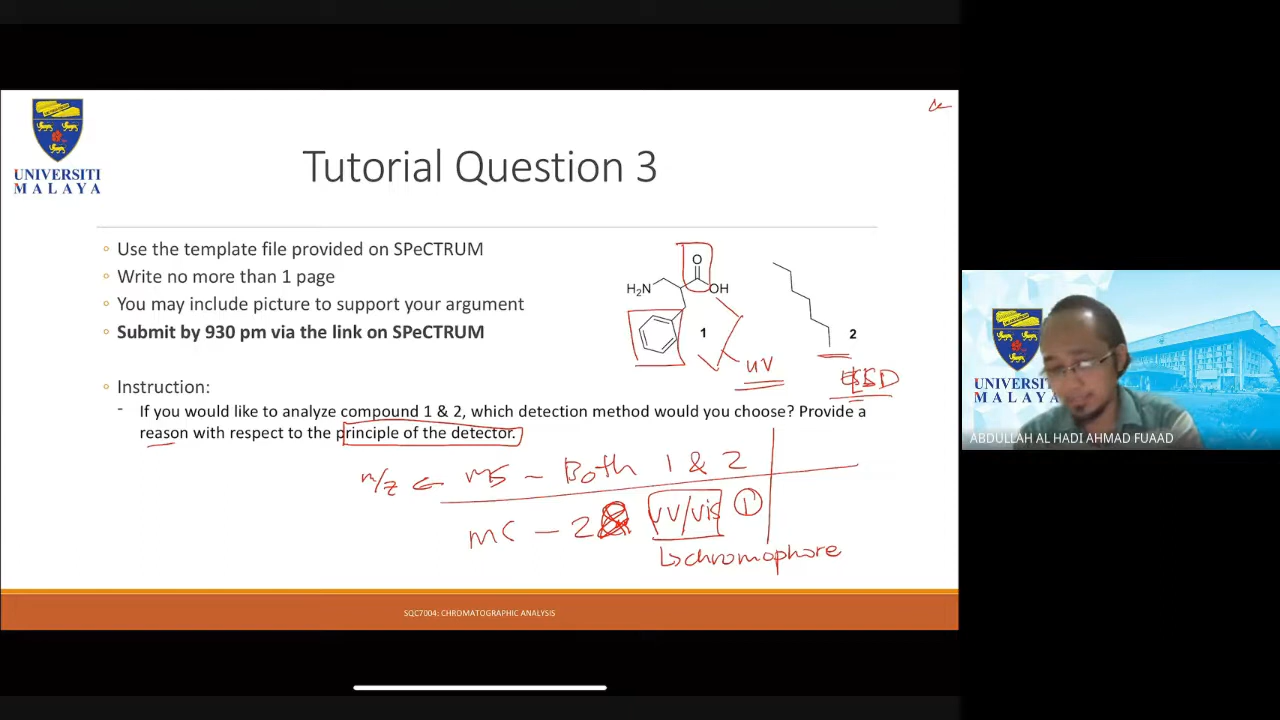 UNIVERSITI
MALAYA
Tutorial Question 3
◦ Use the template file provided on SPeCTRUM
◦ Write no more than 1 page
◦ You may include picture to support your argument
◦ Submit by 930 pm via the link on SPeCTRUM
O
H₂N
OH
1
2
UV
◦ Instruction:
- If you would like to analyze compound 1 & 2, which detection method would you choose? Provide a
reason with respect to the principle of the detector.
m/z ← MS - Both 1 & 2
- 2 UV/Vis 1
↳chromophore
SQC7004: CHROMATOGRAPHIC ANALYSIS
UNIVERSITI
ABDULLAH AL HADI AHMAD FUAAD